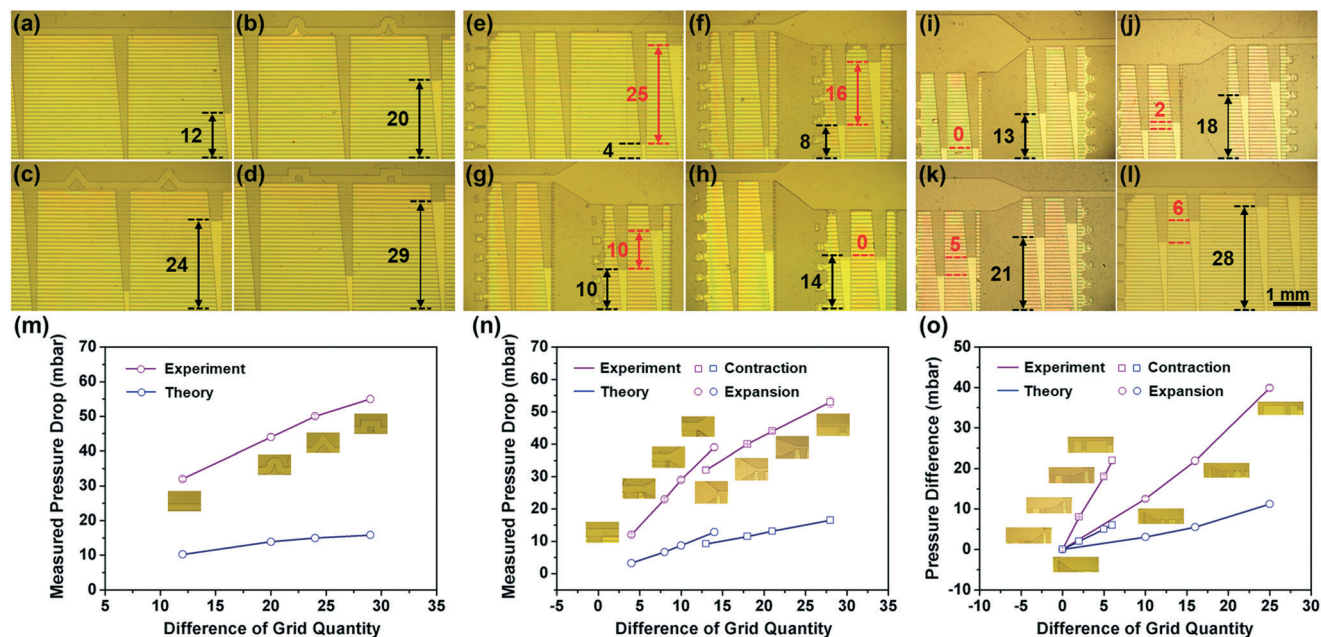 (a)
12
(b)
20
(c)
24
(d)
29
(e)
25
4
(f)
16
8
(g)
10
10
(h)
0
14
(i)
0
13
(j)
2
18
(k)
5
21
(l)
6
28
1 mm
(m)
Measured Pressure Drop (mbar)
70
60
50
40
30
20
10
0
Experiment
Theory
5 10 15 20 25 30 35
Difference of Grid Quantity
(n)
Measured Pressure Drop (mbar)
70
60
50
40
30
20
10
0
Experiment
Contraction
Theory
Expansion
-5 0 5 10 15 20 25 30 35
Difference of Grid Quantity
(o)
Pressure Difference (mbar)
50
40
30
20
10
0
-10
Experiment
Contraction
Theory
Expansion
-10 -5 0 5 10 15 20 25 30
Difference of Grid Quantity